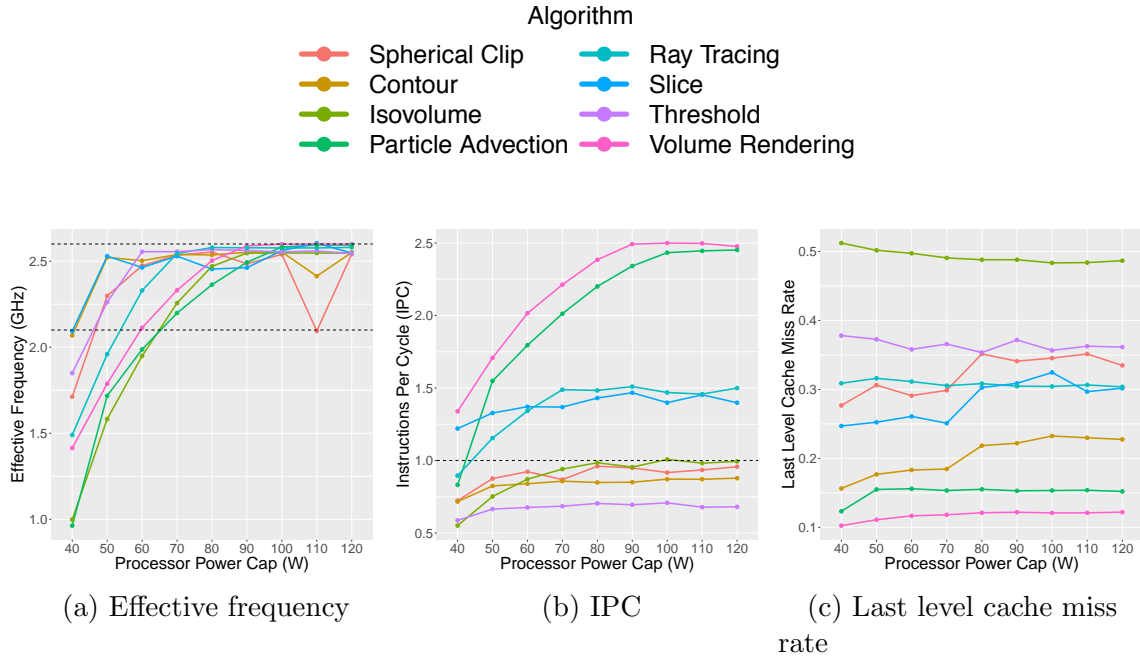 Algorithm
Spherical Clip
Ray Tracing
Contour
Slice
Isovolume
Threshold
Particle Advection
Volume Rendering
Effective Frequency (GHz)
2.5
2.0
1.5
1.0
40 50 60 70 80 90 100 110 120
Processor Power Cap (W)
(a) Effective frequency
Instructions Per Cycle (IPC)
2.5
2.0
1.5
1.0
0.5
40 50 60 70 80 90 100 110 120
Processor Power Cap (W)
(b) IPC
Last Level Cache Miss Rate
0.5
0.4
0.3
0.2
0.1
40 50 60 70 80 90 100 110 120
Processor Power Cap (W)
(c) Last level cache miss
rate